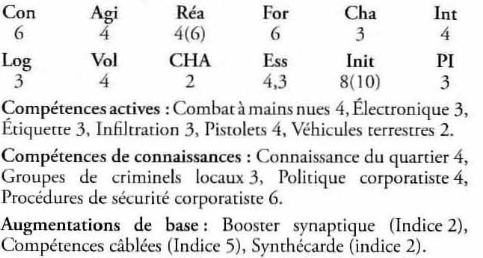 Con Agi Réa For Cha Int
6 4 4(6) 6 3 4
Log Vol CHA Ess Init PI
3 4 2 4,3 8(10) 3
Compétences actives : Combat à mains nues 4, Électronique 3,
Étiquette 3, Infiltration 3, Pistolets 4, Véhicules terrestres 2.
Compétences de connaissances : Connaissance du quartier 4,
Groupes de criminels locaux 3, Politique corporatiste 4,
Procédures de sécurité corporatiste 6.
Augmentations de base : Booster synaptique (Indice 2),
Compétences câblées (Indice 5), Synthécarde (indice 2).